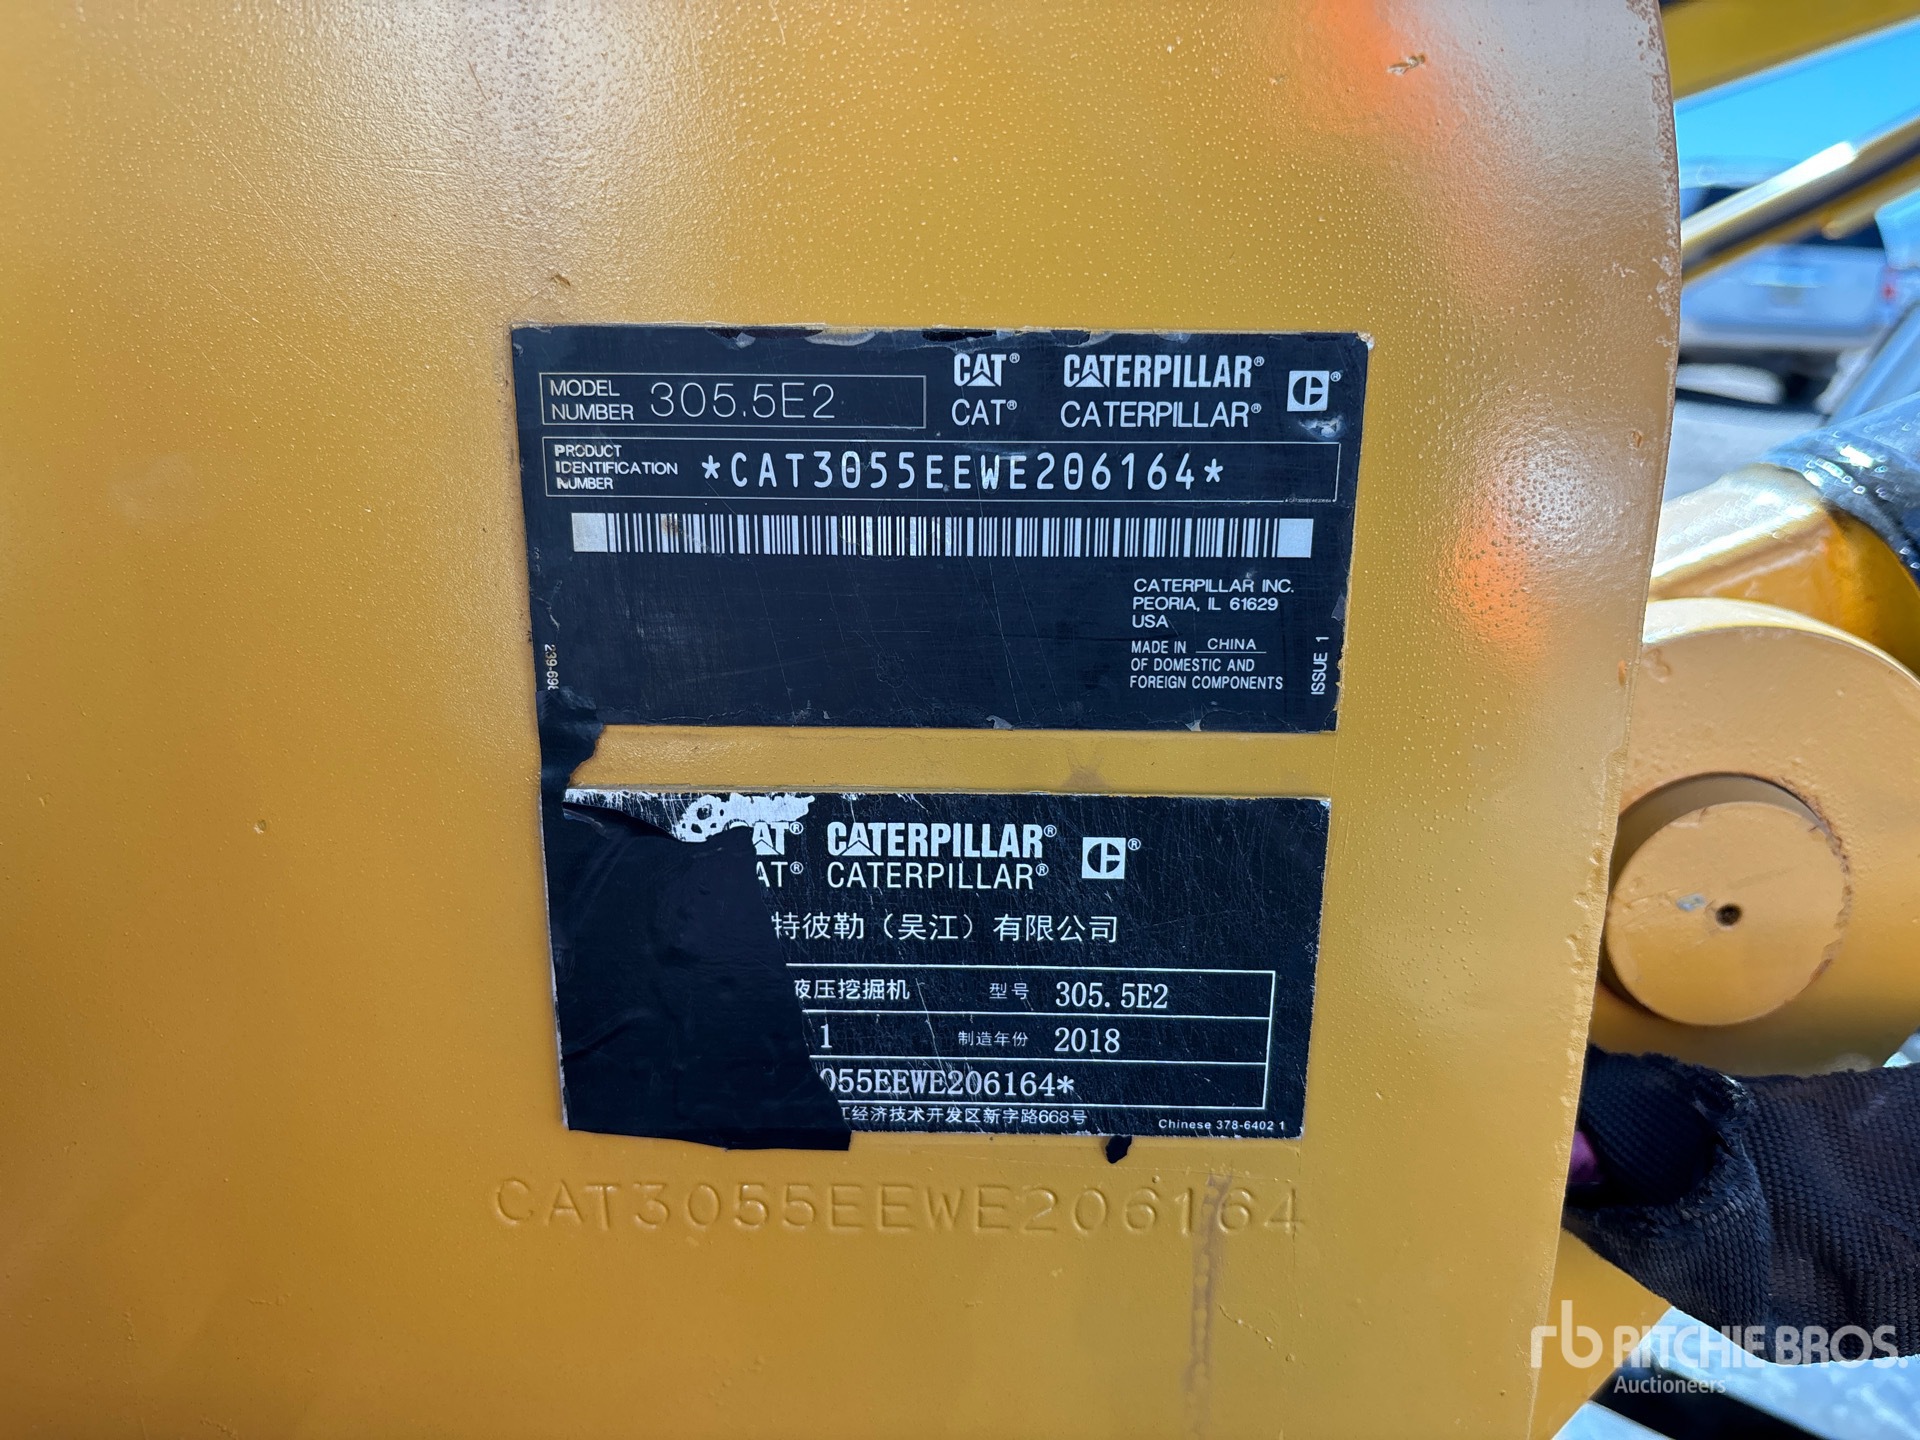 MODEL NUMBER 305.5E2
CAT® CATERPILLAR®
CAT® CATERPILLAR®
PRODUCT IDENTIFICATION NUMBER *CAT3055EEWE206164*
CATERPILLAR INC.
PEORIA, IL 61629
USA
MADE IN CHINA
OF DOMESTIC AND
FOREIGN COMPONENTS
ISSUE 1
AT® CATERPILLAR®
AT® CATERPILLAR®
特彼勒（吴江）有限公司
液压挖掘机 型号 305.5E2
1 制造年份 2018
055EEWE206164*
江经济技术开发区新字路668号
Chinese 378-6402 1
CAT3055EEWE206164
rb RITCHIE BROS.
Auctioneers